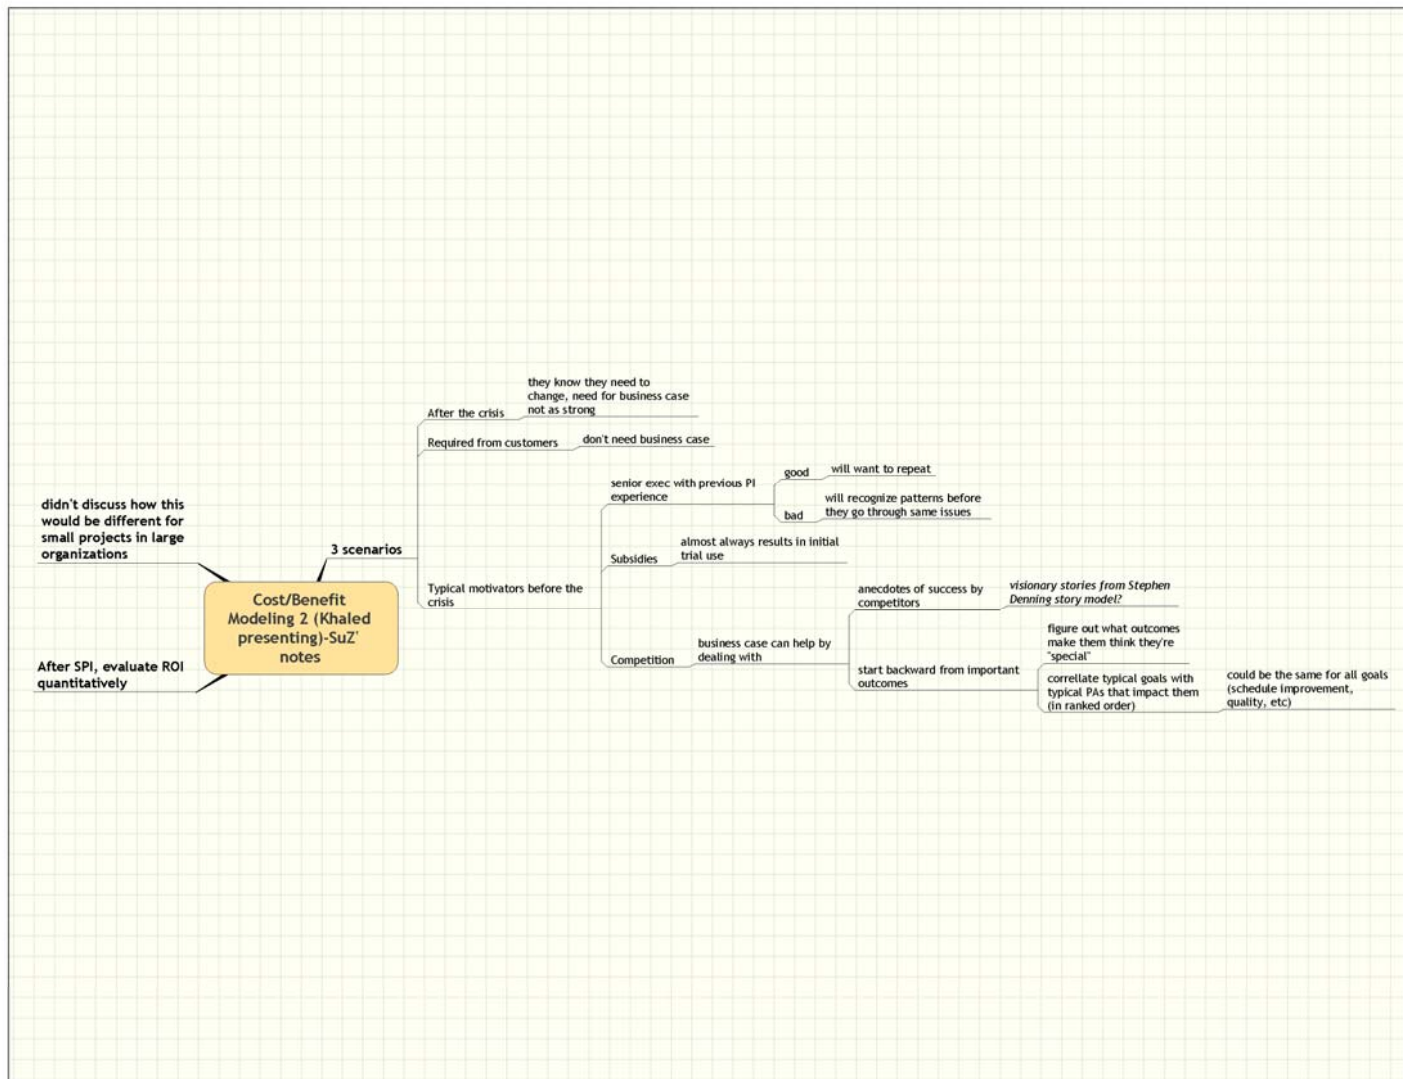 didn't discuss how this
would be different for
small projects in large
organizations
After SPI, evaluate ROI
quantitatively
Cost/Benefit
Modeling 2 (Khaled
presenting)-SuZ'
notes
3 scenarios
After the crisis
they know they need to
change, need for business case
not as strong
Required from customers
don't need business case
Typical motivators before the
crisis
senior exec with previous PI
experience
good
will want to repeat
bad
will recognize patterns before
they go through same issues
Subsidies
almost always results in initial
trial use
Competition
business case can help by
dealing with
anecdotes of success by
competitors
visionary stories from Stephen
Denning story model?
start backward from important
outcomes
figure out what outcomes
make them think they're
"special"
correllate typical goals with
typical PAs that impact them
(in ranked order)
could be the same for all goals
(schedule improvement,
quality, etc)